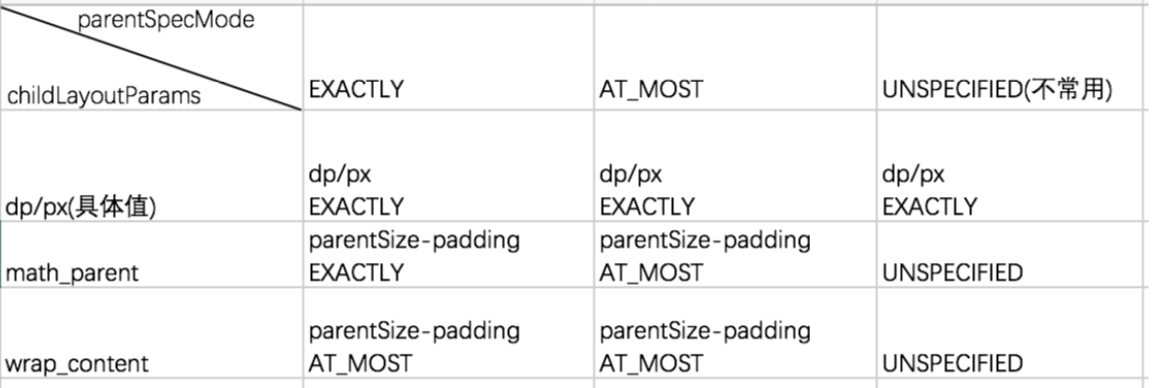 parentSpecMode
childLayoutParams
EXACTLY
AT_MOST
UNSPECIFIED(不常用)
dp/px(具体值)
dp/px
EXACTLY
dp/px
EXACTLY
dp/px
EXACTLY
math_parent
parentSize-padding
EXACTLY
parentSize-padding
AT_MOST
UNSPECIFIED
wrap_content
parentSize-padding
AT_MOST
parentSize-padding
AT_MOST
UNSPECIFIED